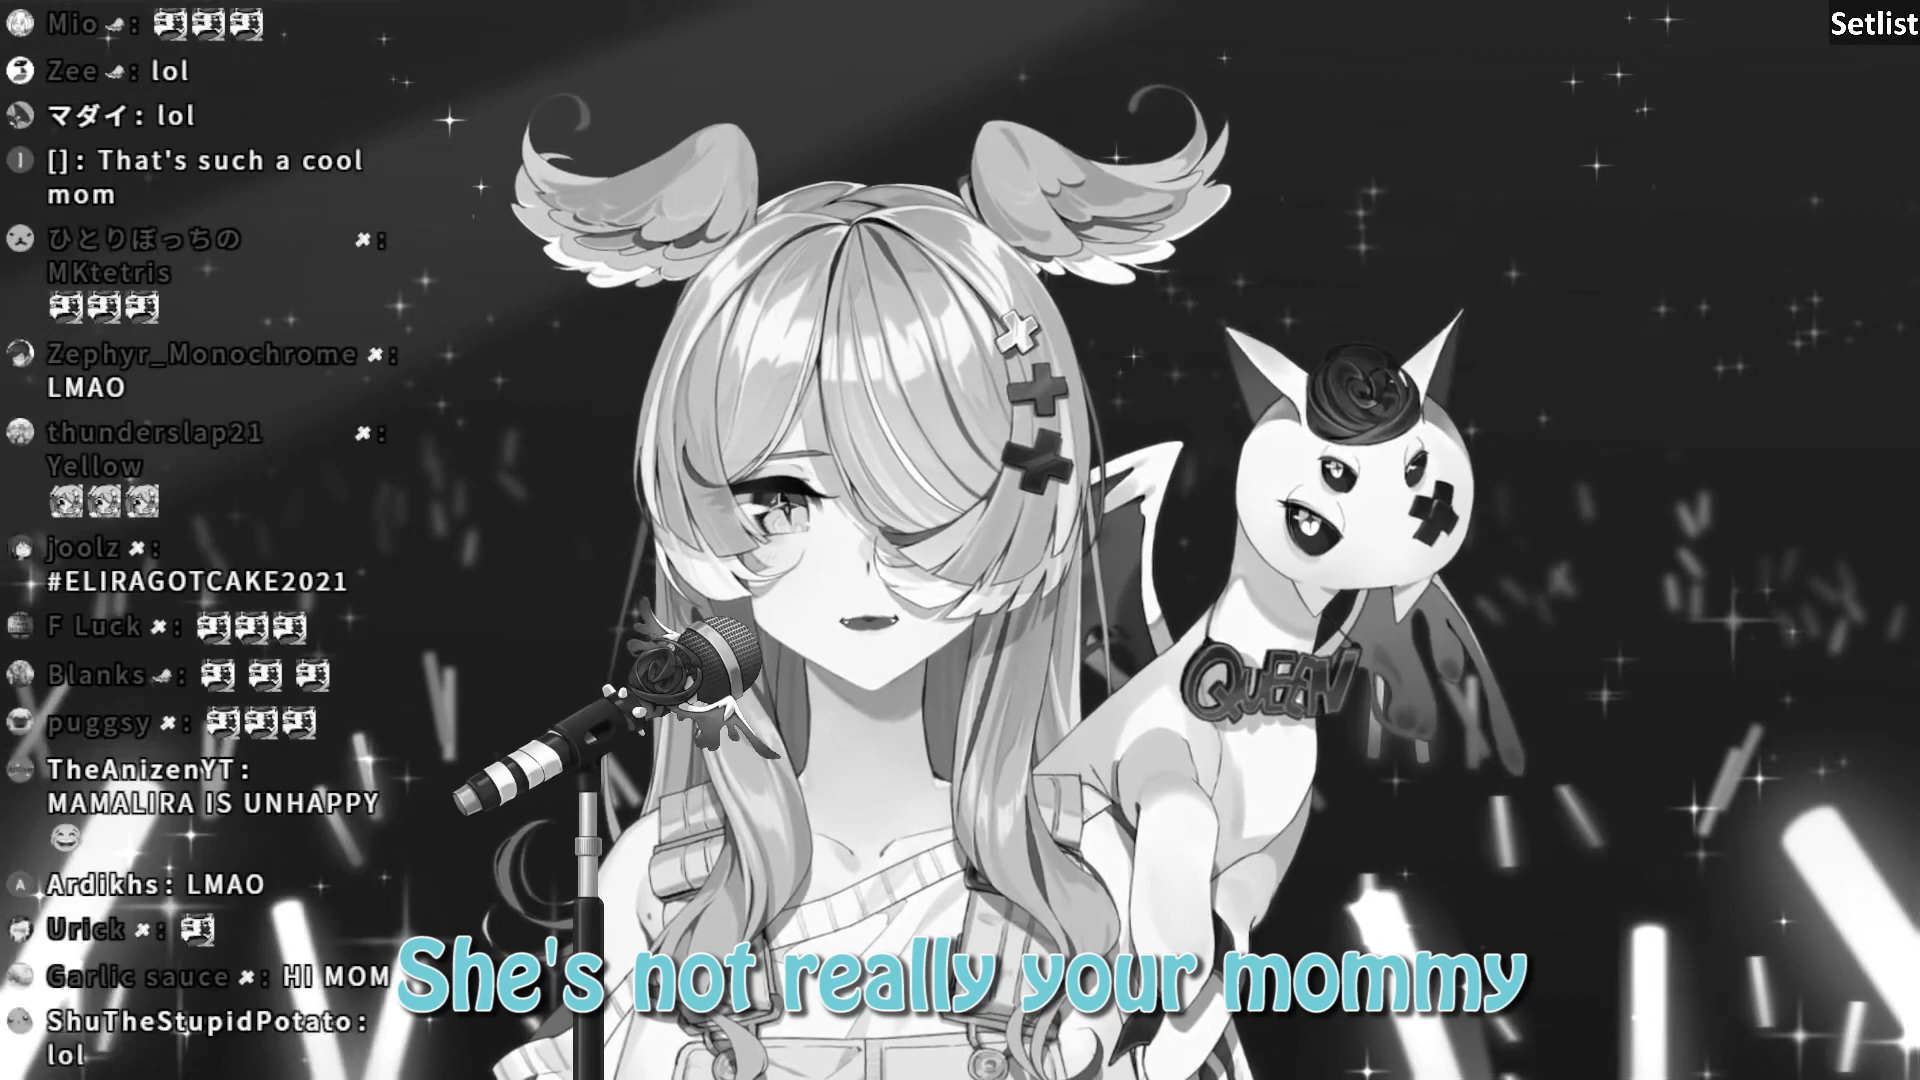 Setlist
Mio :
Zee : lol
マダイ: lol
[]: That's such a cool
mom
ひとりぼっちの :
MKtetris
Zephyr_Monochrome :
LMAO
thunderslap21 :
Yellow
joolz :
#ELIRAGOTCAKE2021
F Luck :
Blanks :
puggsy :
TheAnizenYT:
MAMALIRA IS UNHAPPY
Ardikhs: LMAO
Urick :
Garlic sauce : HI MOM
ShuTheStupidPotato:
lol
QUEEN
She's not really your mommy